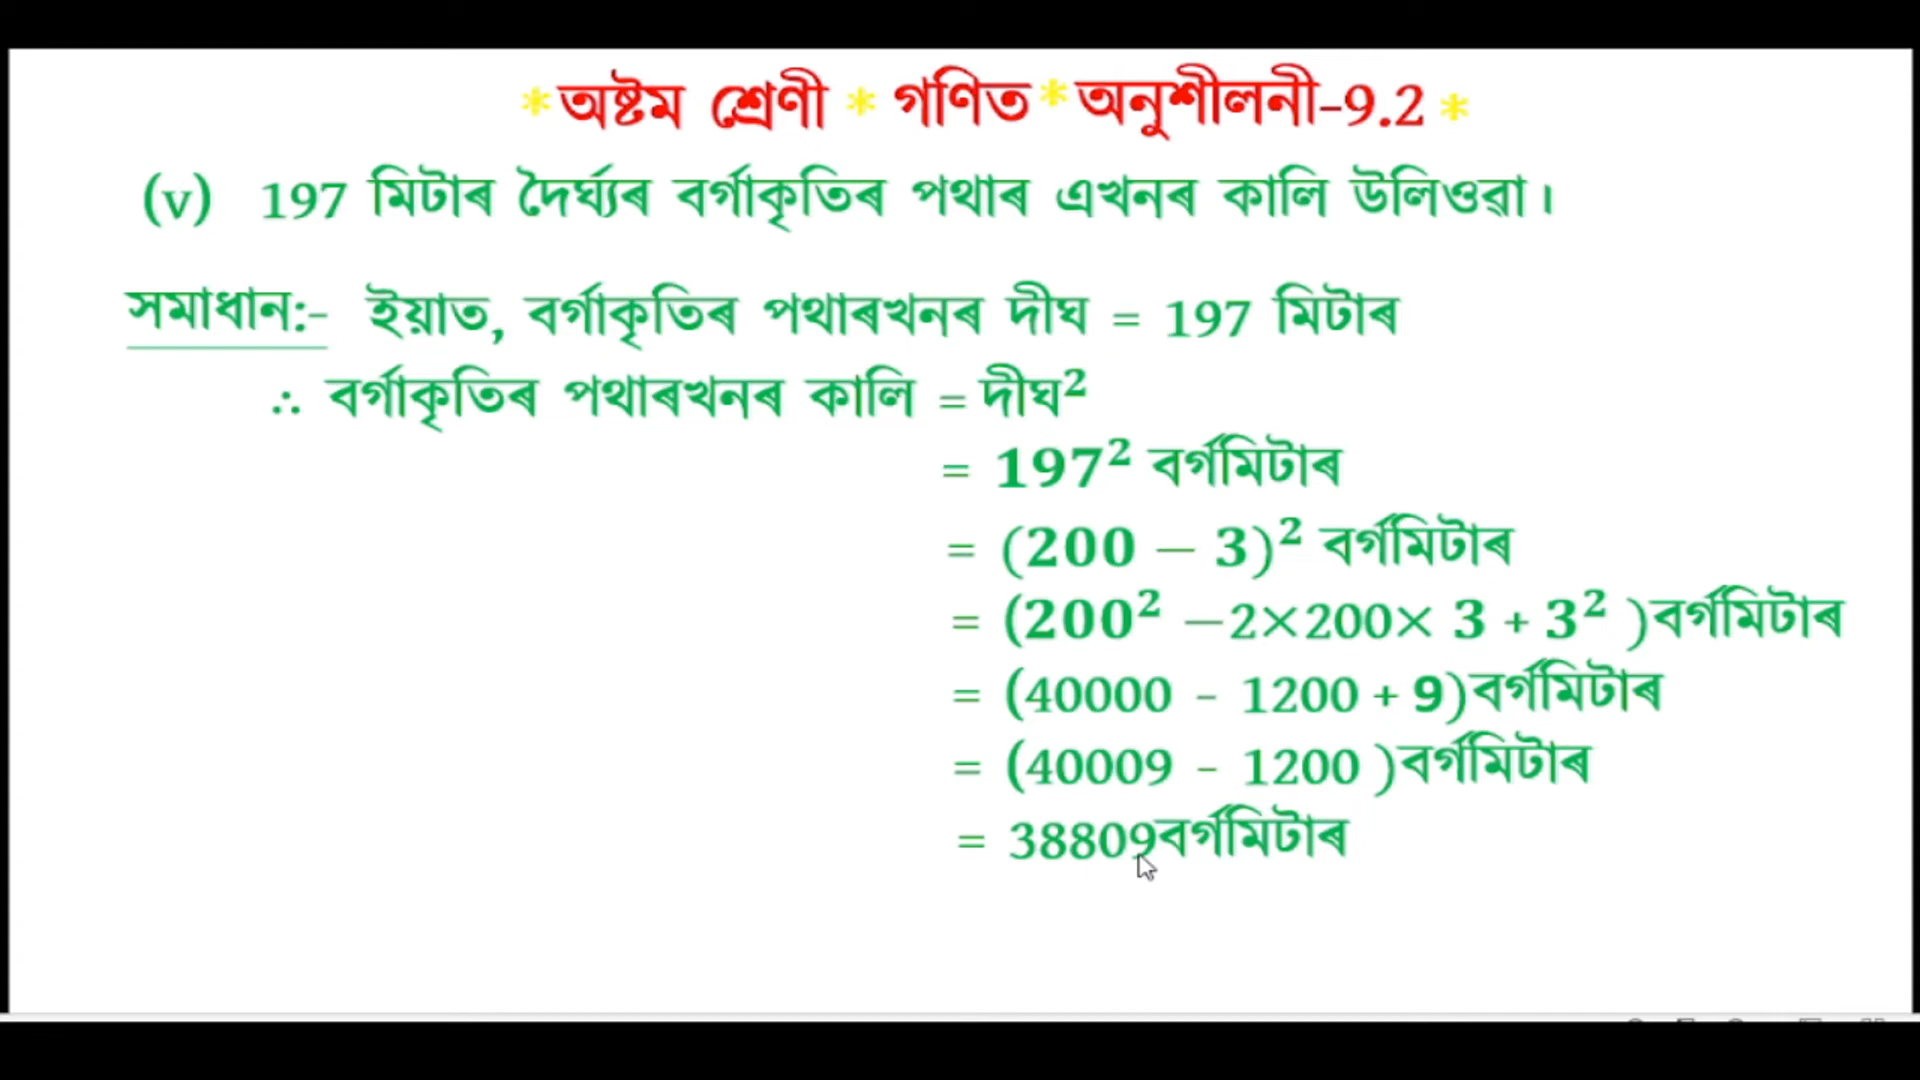 *অষ্টম শ্ৰেণী * গণিত *অনুশীলনী-9.2 *
(v) 197 মিটাৰ দৈৰ্ঘ্যৰ বৰ্গাকৃতিৰ পথাৰ এখনৰ কালি উলিওৱা।
সমাধান:- ইয়াত, বৰ্গাকৃতিৰ পথাৰখনৰ দীঘ = 197 মিটাৰ
∴ বৰ্গাকৃতিৰ পথাৰখনৰ কালি = দীঘ²
= 197² বৰ্গমিটাৰ
= (200 − 3)² বৰ্গমিটাৰ
= (200² −2×200× 3 + 3² )বৰ্গমিটাৰ
= (40000 - 1200 + 9)বৰ্গমিটাৰ
= (40009 - 1200 )বৰ্গমিটাৰ
= 38809বৰ্গমিটাৰ